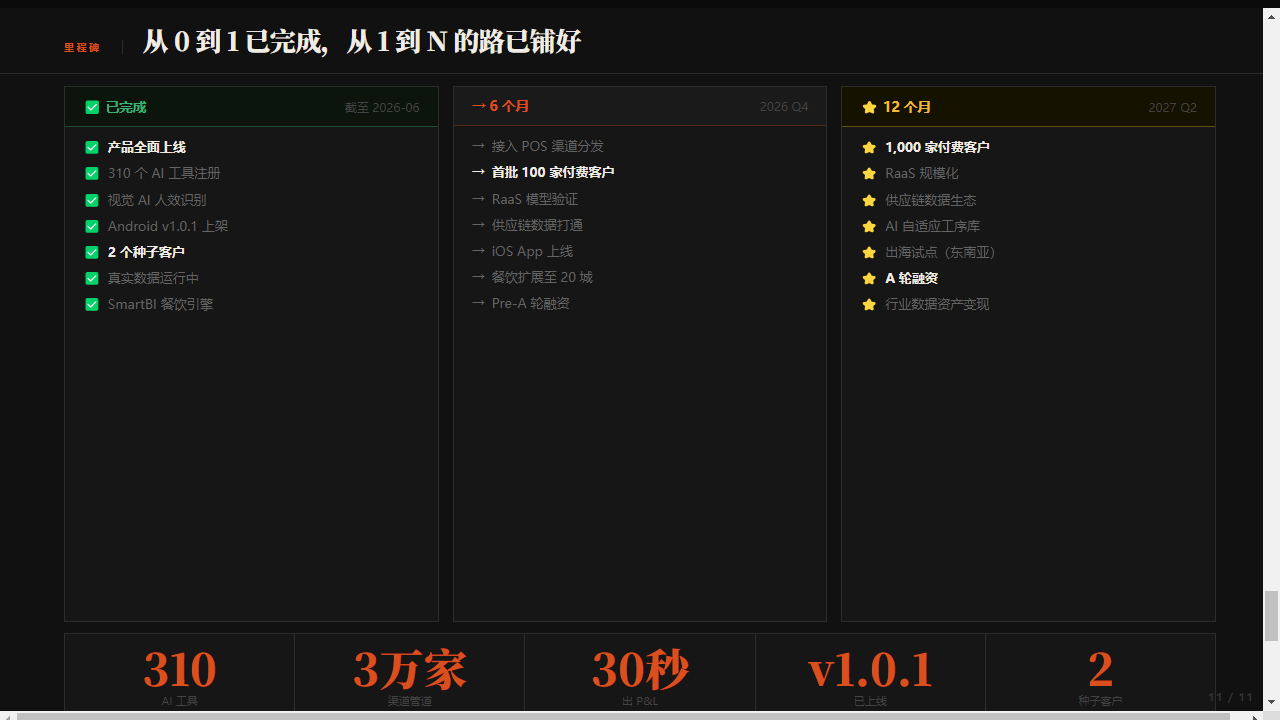 里程碑
从 0 到 1 已完成，从 1 到 N 的路已铺好
✅ 已完成 截至 2026-06
✅ 产品全面上线
✅ 310 个 AI 工具注册
✅ 视觉 AI 人效识别
✅ Android v1.0.1 上架
✅ 2 个种子客户
✅ 真实数据运行中
✅ SmartBI 餐饮引擎
→ 6 个月 2026 Q4
→ 接入 POS 渠道分发
→ 首批 100 家付费客户
→ RaaS 模型验证
→ 供应链数据打通
→ iOS App 上线
→ 餐饮扩展至 20 城
→ Pre-A 轮融资
⭐ 12 个月 2027 Q2
⭐ 1,000 家付费客户
⭐ RaaS 规模化
⭐ 供应链数据生态
⭐ AI 自适应工序库
⭐ 出海试点（东南亚）
⭐ A 轮融资
⭐ 行业数据资产变现
310
AI 工具
3万家
渠道管道
30秒
出 P&L
v1.0.1
已上线
2
种子客户
11 / 11